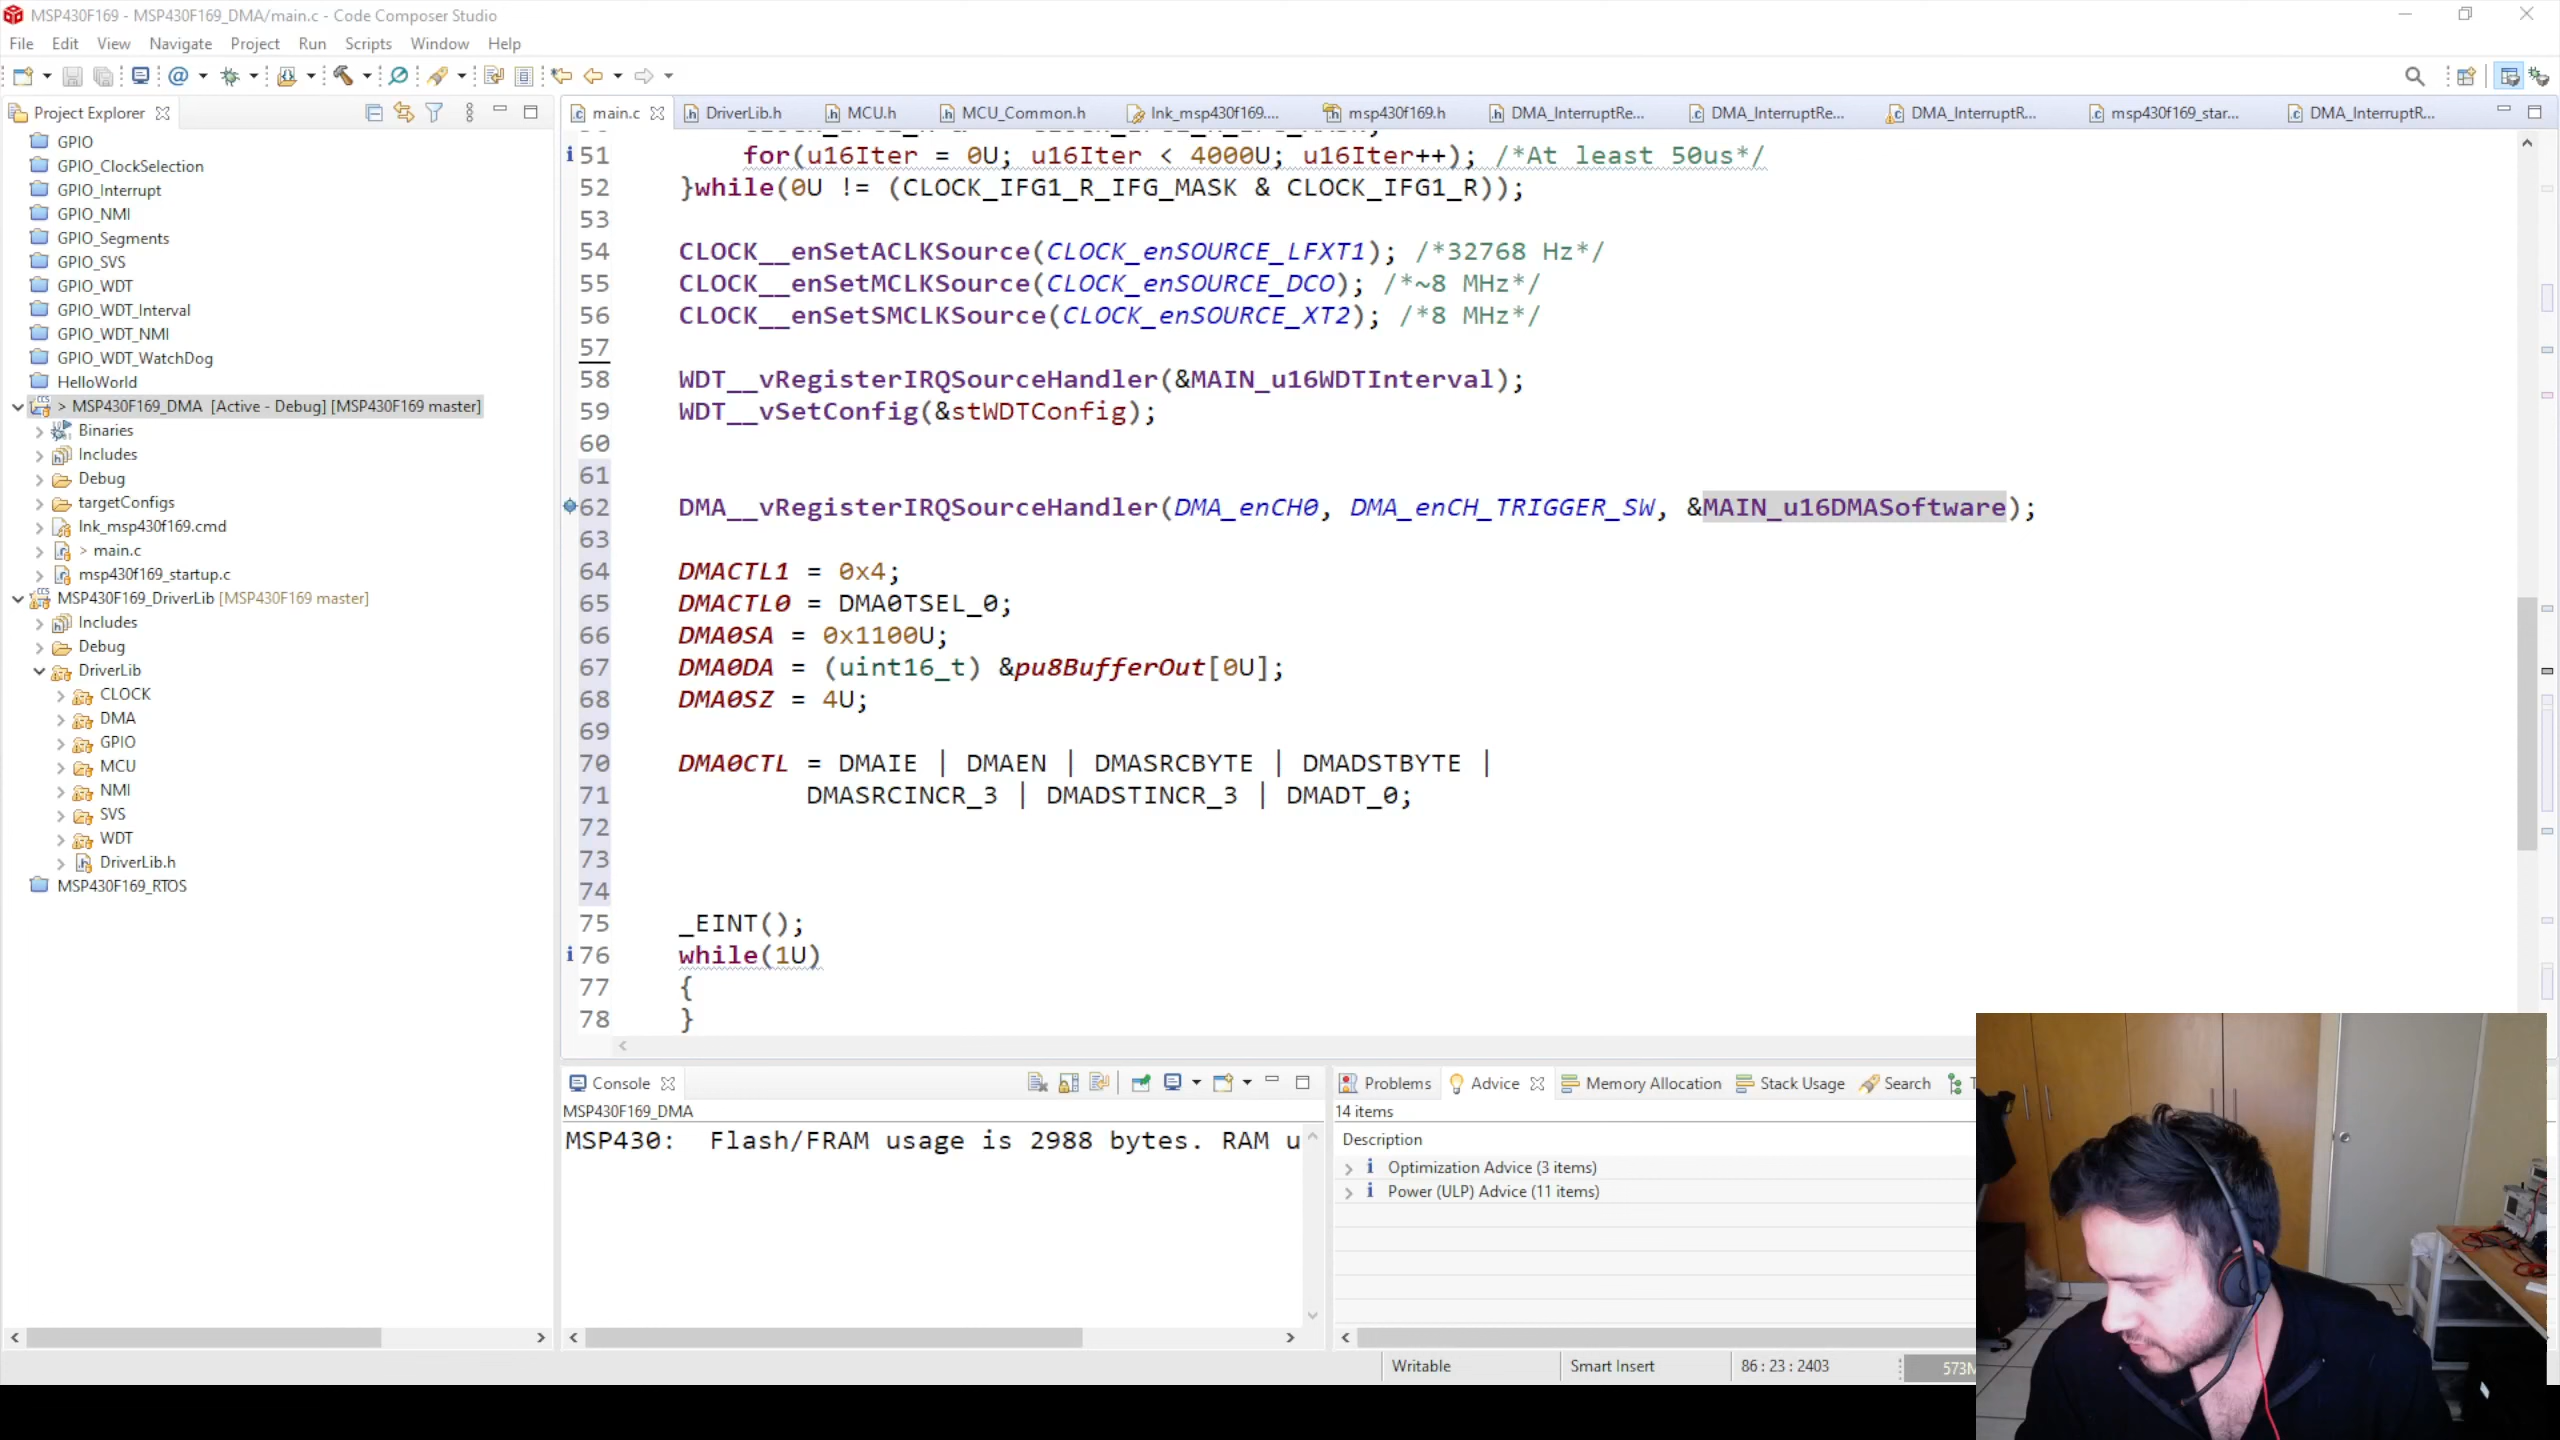 MSP430F169 - MSP430F169_DMA/main.c - Code Composer Studio
File Edit View Navigate Project Run Scripts Window Help
Project Explorer
GPIO
GPIO_ClockSelection
GPIO_Interrupt
GPIO_NMI
GPIO_Segments
GPIO_SVS
GPIO_WDT
GPIO_WDT_Interval
GPIO_WDT_NMI
GPIO_WDT_WatchDog
HelloWorld
> MSP430F169_DMA [Active - Debug] [MSP430F169 master]
Binaries
Includes
Debug
targetConfigs
lnk_msp430f169.cmd
> main.c
msp430f169_startup.c
MSP430F169_DriverLib [MSP430F169 master]
Includes
Debug
DriverLib
CLOCK
DMA
GPIO
MCU
NMI
SVS
WDT
DriverLib.h
MSP430F169_RTOS
main.c DriverLib.h MCU.h MCU_Common.h lnk_msp430f169.... msp430f169.h DMA_InterruptRe... DMA_InterruptRe... DMA_InterruptR... msp430f169_star... DMA_InterruptR...
51 for(u16Iter = 0U; u16Iter < 4000U; u16Iter++); /*At least 50us*/
52 }while(0U != (CLOCK_IFG1_R_IFG_MASK & CLOCK_IFG1_R));
53
54 CLOCK__enSetACLKSource(CLOCK_enSOURCE_LFXT1); /*32768 Hz*/
55 CLOCK__enSetMCLKSource(CLOCK_enSOURCE_DCO); /*~8 MHz*/
56 CLOCK__enSetSMCLKSource(CLOCK_enSOURCE_XT2); /*8 MHz*/
57
58 WDT__vRegisterIRQSourceHandler(&MAIN_u16WDTInterval);
59 WDT__vSetConfig(&stWDTConfig);
60
61
62 DMA__vRegisterIRQSourceHandler(DMA_enCH0, DMA_enCH_TRIGGER_SW, &MAIN_u16DMASoftware);
63
64 DMACTL1 = 0x4;
65 DMACTL0 = DMA0TSEL_0;
66 DMA0SA = 0x1100U;
67 DMA0DA = (uint16_t) &pu8BufferOut[0U];
68 DMA0SZ = 4U;
69
70 DMA0CTL = DMAIE | DMAEN | DMASRCBYTE | DMADSTBYTE |
71 DMASRCINCR_3 | DMADSTINCR_3 | DMADT_0;
72
73
74
75 _EINT();
76 while(1U)
77 {
78 }
Console
MSP430F169_DMA
MSP430: Flash/FRAM usage is 2988 bytes. RAM u
Problems Advice Memory Allocation Stack Usage Search
14 items
Description
Optimization Advice (3 items)
Power (ULP) Advice (11 items)
Writable Smart Insert 86 : 23 : 2403 573M